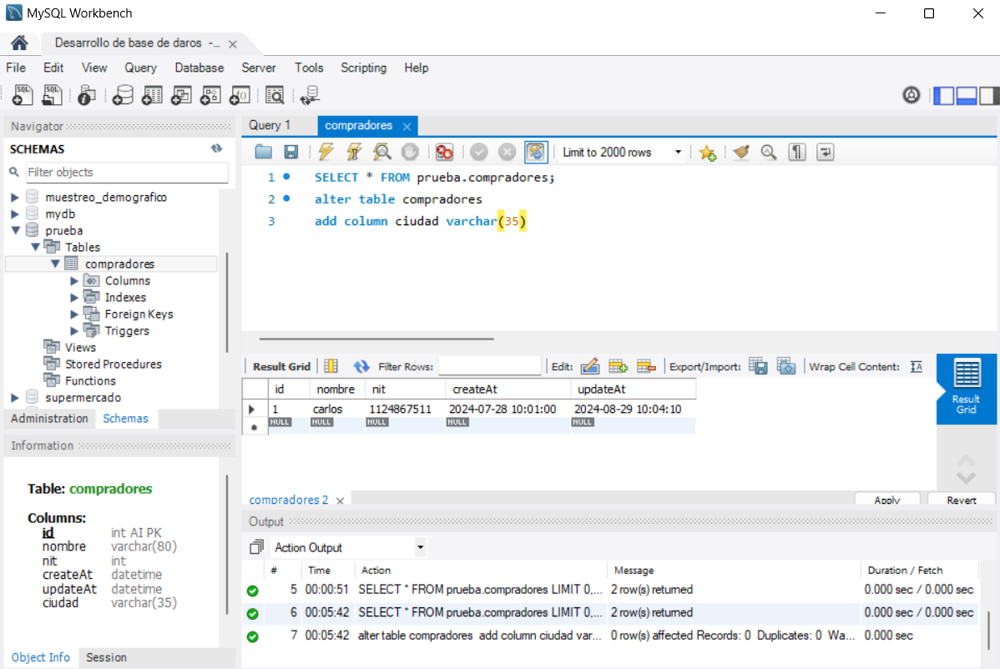 MySQL Workbench
Desarrollo de base de daros -...
File Edit View Query Database Server Tools Scripting Help
Navigator
SCHEMAS
Filter objects
muestreo_demografico
mydb
prueba
Tables
compradores
Columns
Indexes
Foreign Keys
Triggers
Views
Stored Procedures
Functions
supermercado
Administration Schemas
Information
Table: compradores
Columns:
id int AI PK
nombre varchar(80)
nit int
createAt datetime
updateAt datetime
ciudad varchar(35)
Object Info Session
Query 1 compradores
Limit to 2000 rows
1 SELECT * FROM prueba.compradores;
2 alter table compradores
3 add column ciudad varchar(35)
Result Grid Filter Rows: Edit: Export/Import: Wrap Cell Content:
id nombre nit createAt updateAt
1 carlos 1124867511 2024-07-28 10:01:00 2024-08-29 10:04:10
NULL NULL NULL NULL NULL
Result
Grid
compradores 2 Apply Revert
Output
Action Output
# Time Action Message Duration / Fetch
5 00:00:51 SELECT * FROM prueba.compradores LIMIT 0,... 2 row(s) returned 0.000 sec / 0.000 sec
6 00:05:42 SELECT * FROM prueba.compradores LIMIT 0,... 2 row(s) returned 0.000 sec / 0.000 sec
7 00:05:42 alter table compradores add column ciudad var... 0 row(s) affected Records: 0 Duplicates: 0 Wa... 0.000 sec